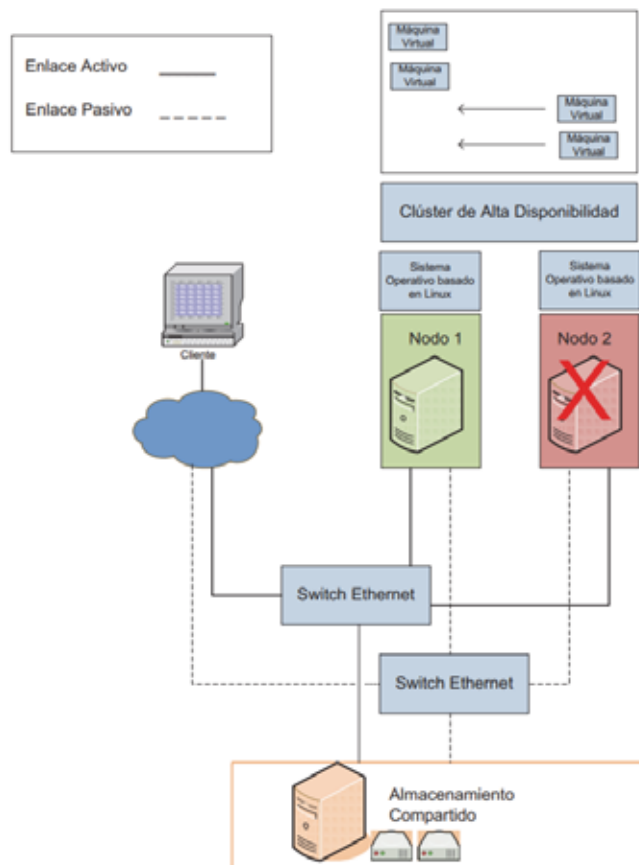 Enlace Activo
Enlace Pasivo
Máquina
Virtual
Máquina
Virtual
Máquina
Virtual
Máquina
Virtual
Clúster de Alta Disponibilidad
Sistema
Operativo basado
en Linux
Sistema
Operativo basado
en Linux
Cliente
Nodo 1
Nodo 2
Switch Ethernet
Switch Ethernet
Almacenamiento
Compartido